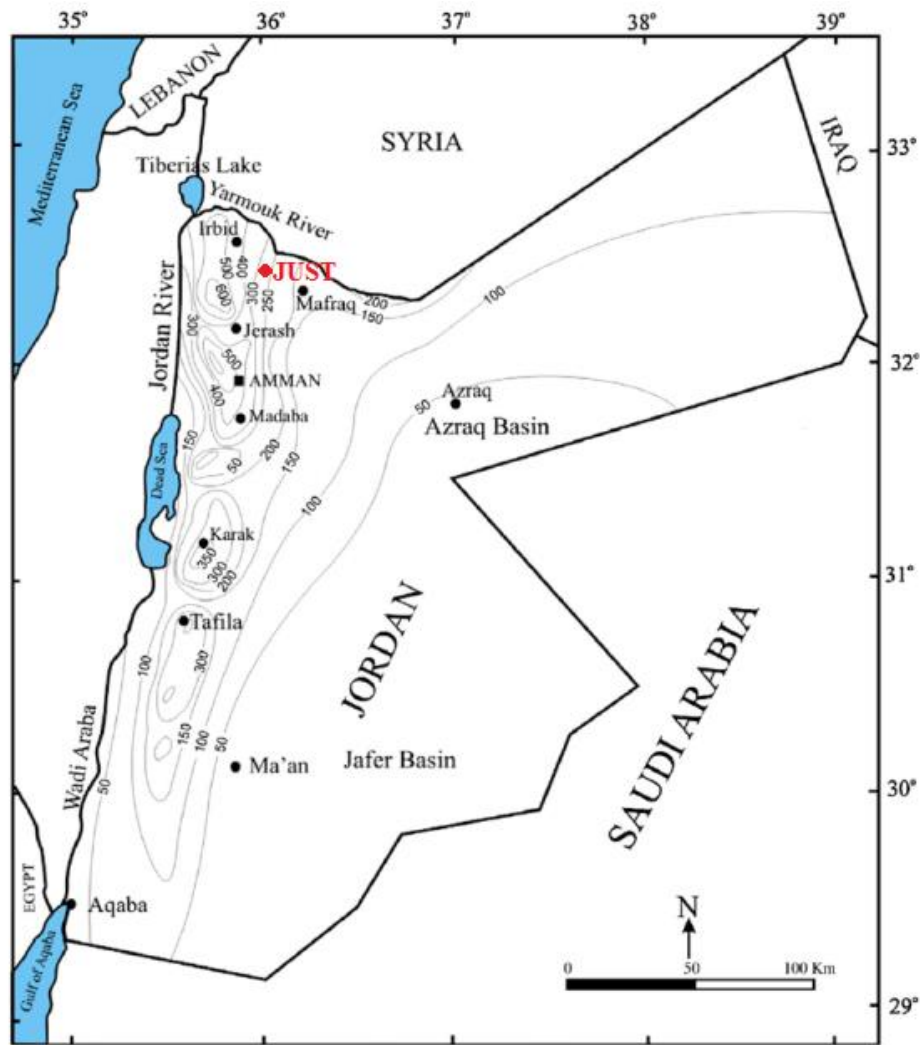 35°
36°
37°
38°
39°
LEBANON
Mediterranean Sea
SYRIA
IRAQ
33°
Tiberias Lake
Yarmouk River
Irbid
400
500
600
JUST
300
250
Mafraq
200
150
100
Jordan River
300
Jerash
32°
500
AMMAN
400
Madaba
Azraq
50
Azraq Basin
150
200
150
50
100
Dead Sea
Karak
350
300
200
31°
Tafila
100
300
JORDAN
SAUDI ARABIA
Wadi Araba
150
100
50
Ma'an
Jafer Basin
50
30°
EGYPT
Aqaba
Gulf of Aqaba
N
0
50
100 Km
29°